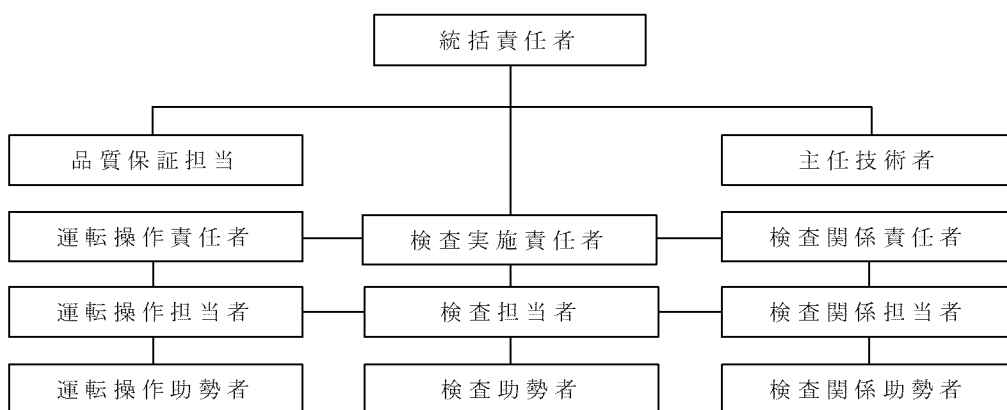 統括責任者
品質保証担当
主任技術者
運転操作責任者
検査実施責任者
検査関係責任者
運転操作担当者
検査担当者
検査関係担当者
運転操作助勢者
検査助勢者
検査関係助勢者